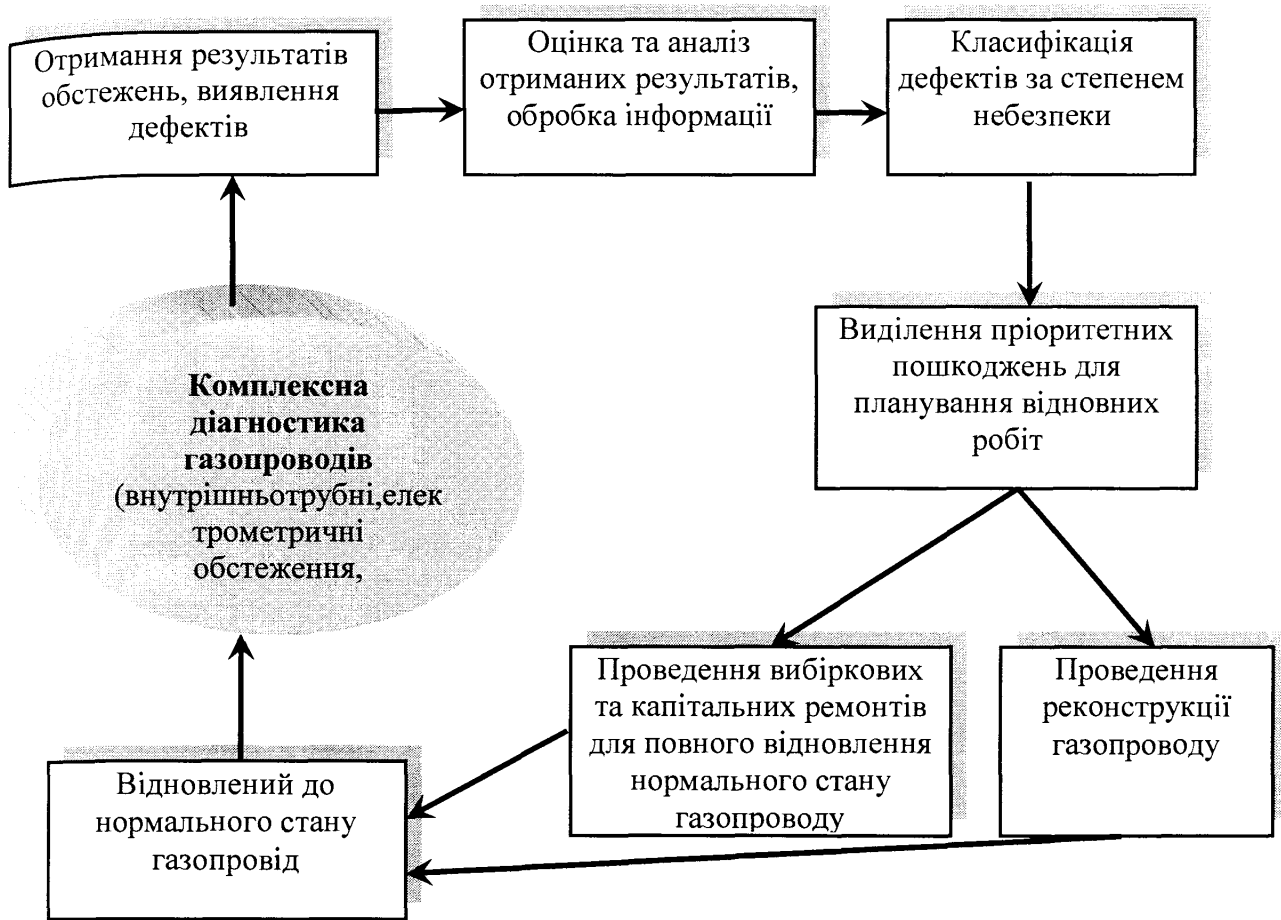 Отримання результатів
обстежень, виявлення
дефектів
Оцінка та аналіз
отриманих результатів,
обробка інформації
Класифікація
дефектів за степенем
небезпеки
Виділення пріоритетних
пошкоджень для
планування відновних
робіт
Комплексна
діагностика
газопроводів
(внутрішньотрубні,елек
трометричні
обстеження,
Проведення вибіркових
та капітальних ремонтів
для повного відновлення
нормального стану
газопроводу
Проведення
реконструкції
газопроводу
Відновлений до
нормального стану
газопровід